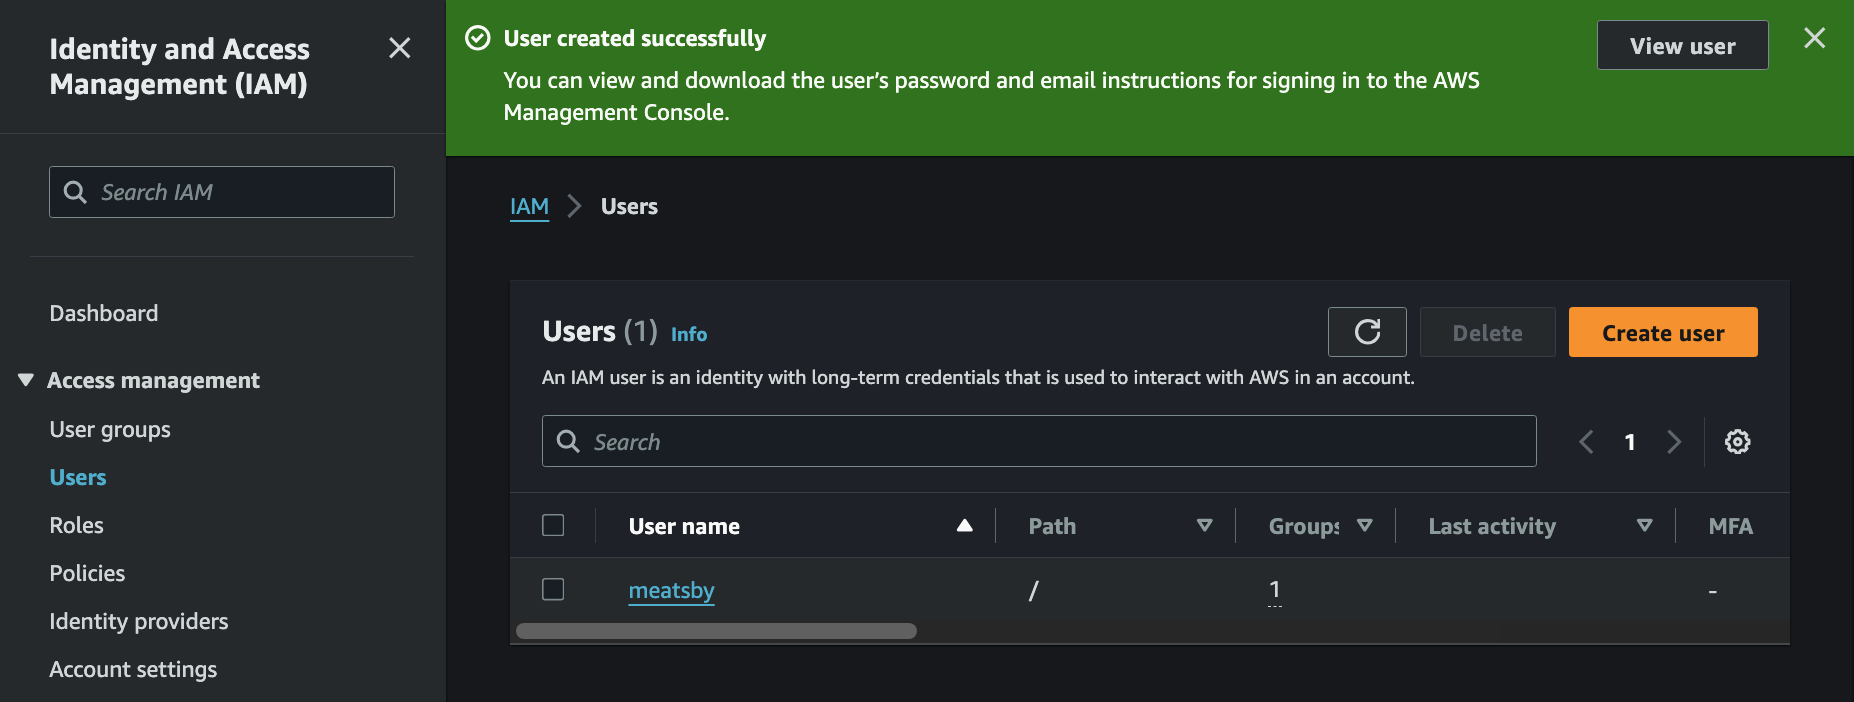 Identity and Access
Management (IAM)
Search IAM
Dashboard
Access management
User groups
Users
Roles
Policies
Identity providers
Account settings
User created successfully
You can view and download the user’s password and email instructions for signing in to the AWS
Management Console.
View user
IAM > Users
Users (1) Info
Delete
Create user
An IAM user is an identity with long-term credentials that is used to interact with AWS in an account.
Search
1
User name Path Groups Last activity MFA
meatsby / 1 -